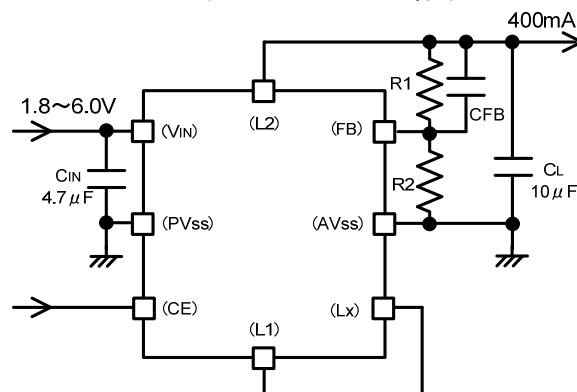 400mA
R1
CFB
1.8～6.0V
(L2)
(VIN)
(FB)
CIN
4.7μF
R2
CL
10μF
(PVss)
(AVss)
(CE)
(Lx)
(L1)